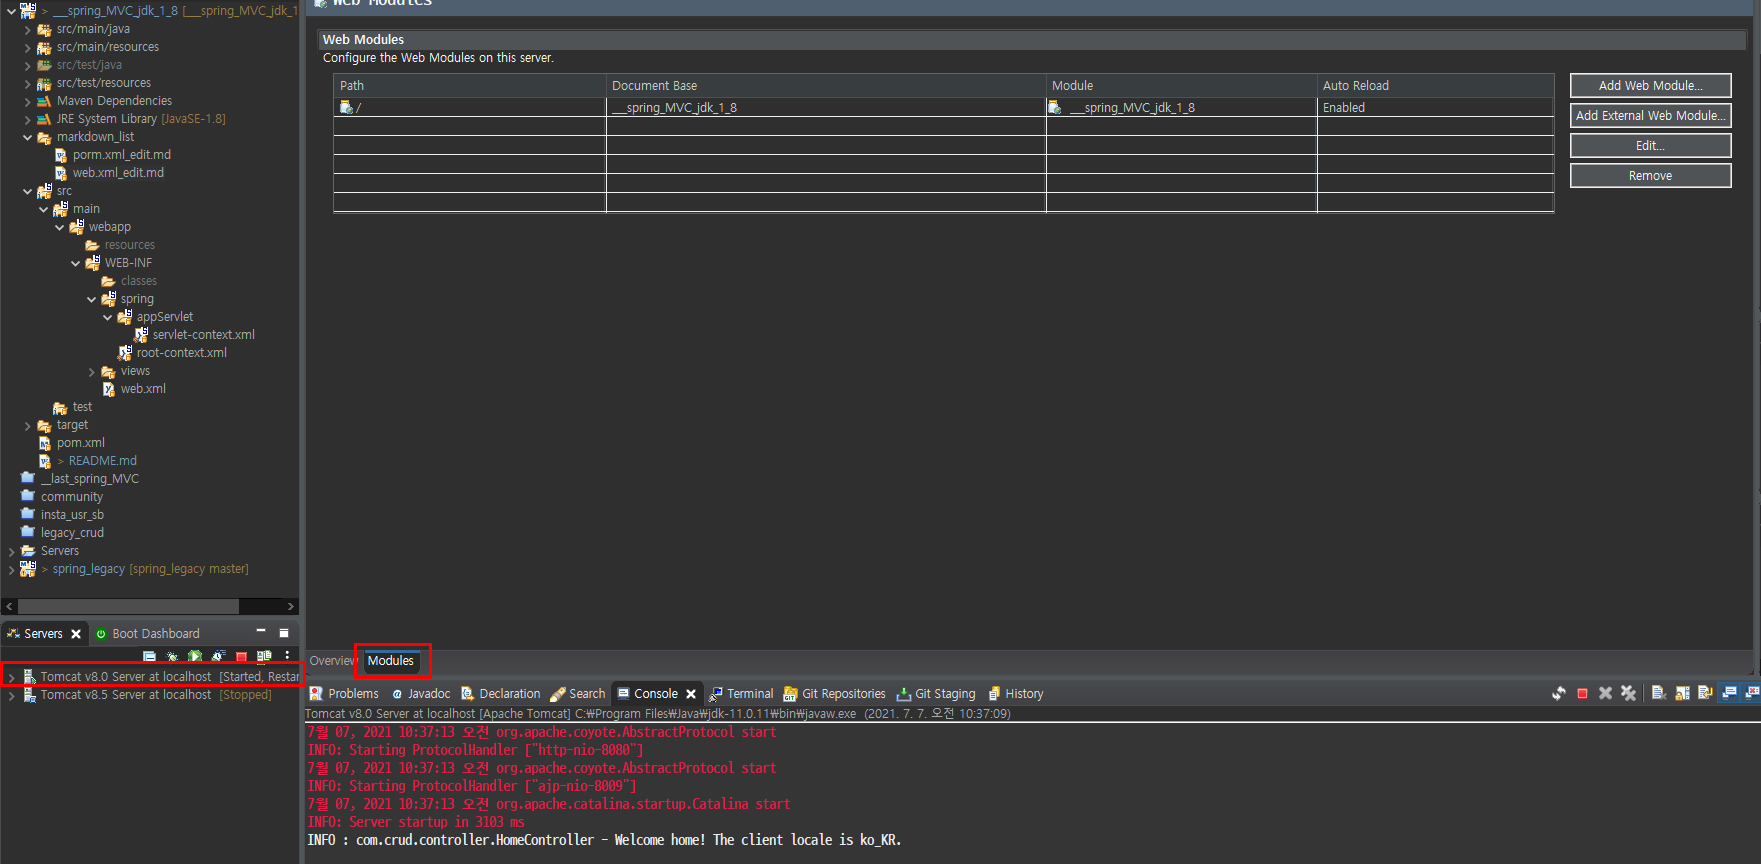 ___spring_MVC_jdk_1_8 [___spring_MVC_jdk_1
src/main/java
src/main/resources
src/test/java
src/test/resources
Maven Dependencies
JRE System Library [JavaSE-1.8]
markdown_list
porm.xml_edit.md
web.xml_edit.md
src
main
webapp
resources
WEB-INF
classes
spring
appServlet
servlet-context.xml
root-context.xml
views
web.xml
test
target
pom.xml
> README.md
__last_spring_MVC
community
insta_usr_sb
legacy_crud
Servers
> spring_legacy [spring_legacy master]
Servers
Boot Dashboard
Tomcat v8.0 Server at localhost [Started, Restar
Tomcat v8.5 Server at localhost [Stopped]
Web Modules
Web Modules
Configure the Web Modules on this server.
Path Document Base Module Auto Reload
/ ___spring_MVC_jdk_1_8 ___spring_MVC_jdk_1_8 Enabled
Add Web Module...
Add External Web Module...
Edit...
Remove
Overview Modules
Problems Javadoc Declaration Search Console Terminal Git Repositories Git Staging History
Tomcat v8.0 Server at localhost [Apache Tomcat] C:₩Program Files₩Java₩jdk-11.0.11₩bin₩javaw.exe (2021. 7. 7. 오전 10:37:09)
7월 07, 2021 10:37:13 오전 org.apache.coyote.AbstractProtocol start
INFO: Starting ProtocolHandler ["http-nio-8080"]
7월 07, 2021 10:37:13 오전 org.apache.coyote.AbstractProtocol start
INFO: Starting ProtocolHandler ["ajp-nio-8009"]
7월 07, 2021 10:37:13 오전 org.apache.catalina.startup.Catalina start
INFO: Server startup in 3103 ms
INFO : com.crud.controller.HomeController - Welcome home! The client locale is ko_KR.